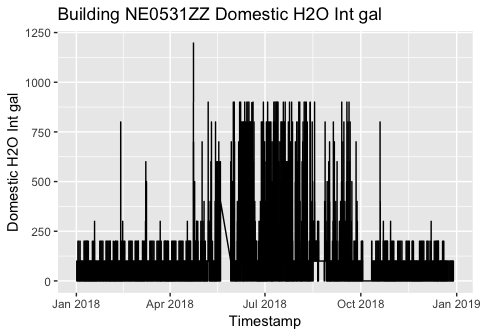 Building NE0531ZZ Domestic H2O Int gal
Domestic H2O Int gal
1250
1000
750
500
250
0
Jan 2018
Apr 2018
Jul 2018
Oct 2018
Jan 2019
Timestamp